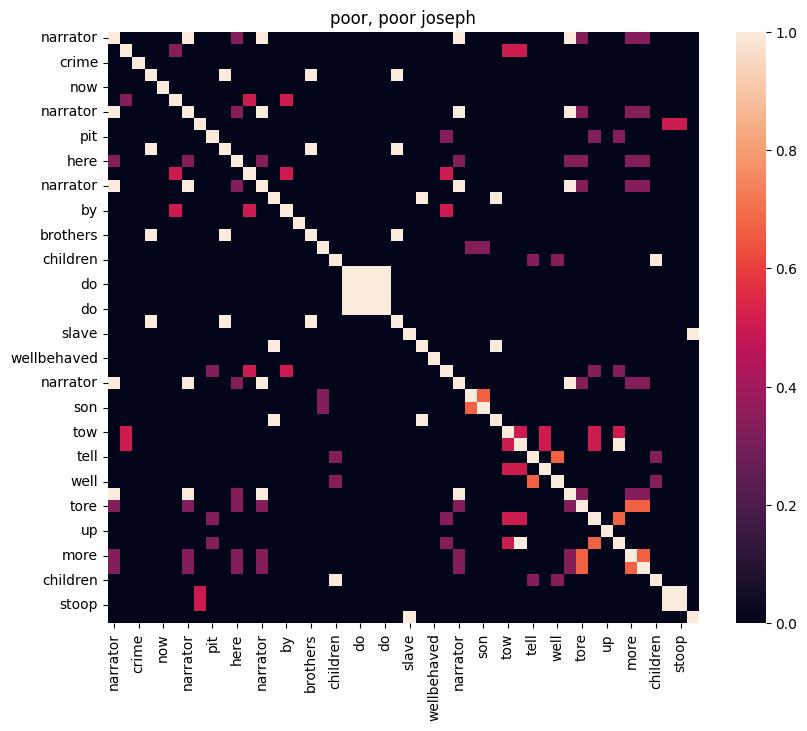 poor, poor joseph
narrator
crime
now
narrator
pit
here
narrator
by
brothers
children
do
do
slave
wellbehaved
narrator
son
tow
tell
well
tore
up
more
children
stoop
narrator
crime
now
narrator
pit
here
narrator
by
brothers
children
do
do
slave
wellbehaved
narrator
son
tow
tell
well
tore
up
more
children
stoop
1.0
0.8
0.6
0.4
0.2
0.0